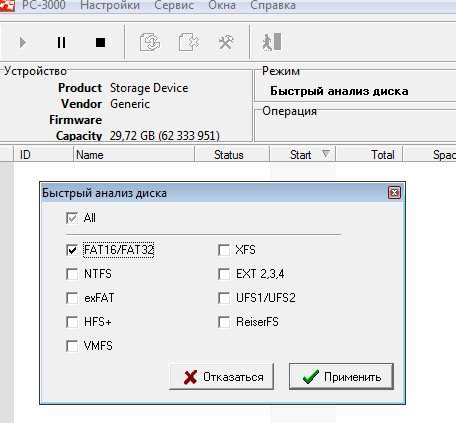 PC-3000 Настройки Сервис Окна Справка
Устройство
Product Storage Device
Vendor Generic
Firmware
Capacity 29,72 GB (62 333 951)
Режим
Быстрый анализ диска
Операция
ID Name Status Start Total Spac
Быстрый анализ диска
All
FAT16/FAT32 XFS
NTFS EXT 2,3,4
exFAT UFS1/UFS2
HFS+ ReiserFS
VMFS
Отказаться Применить